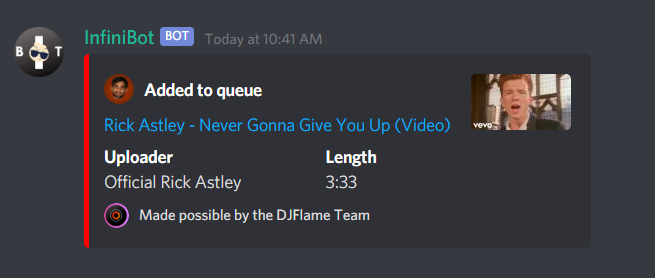 B T
InfiniBot BOT Today at 10:41 AM
Added to queue
Rick Astley - Never Gonna Give You Up (Video)
vevo
Uploader Length
Official Rick Astley 3:33
Made possible by the DJFlame Team